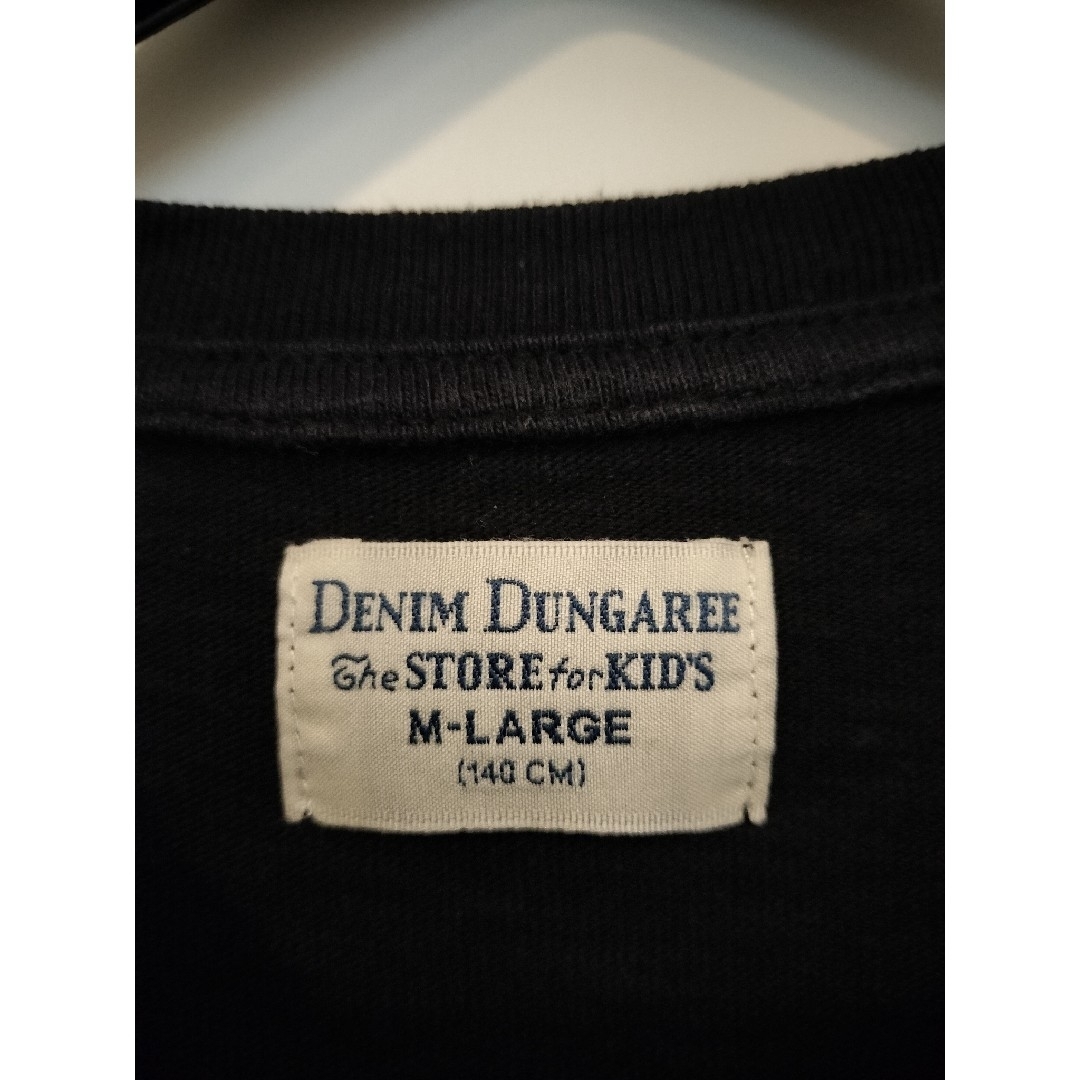 DENIM DUNGAREE
The STORE for KID'S
M-LARGE
(140 CM)